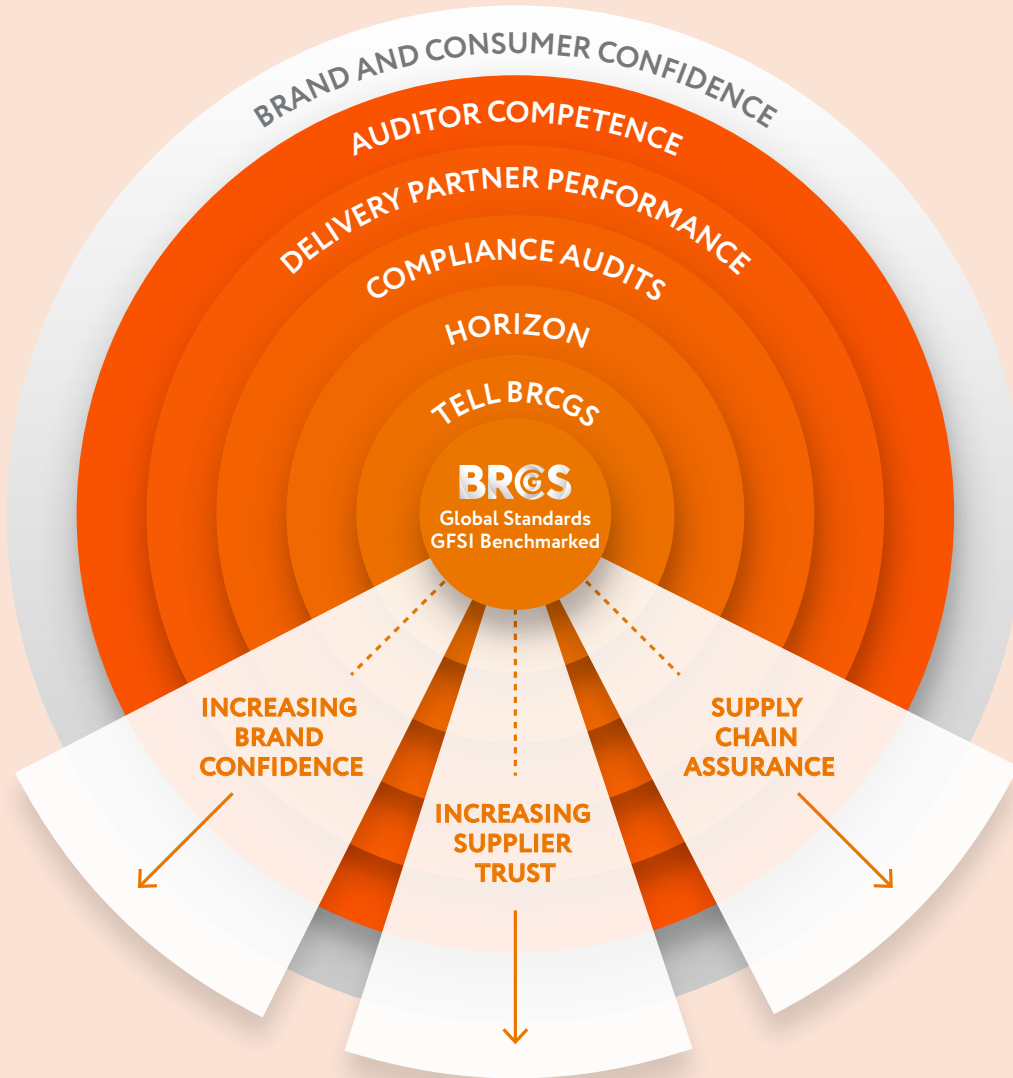 BRAND AND CONSUMER CONFIDENCE
AUDITOR COMPETENCE
DELIVERY PARTNER PERFORMANCE
COMPLIANCE AUDITS
HORIZON
TELL BRCGS
BRCGS
Global Standards
GFSI Benchmarked
INCREASING
BRAND
CONFIDENCE
INCREASING
SUPPLIER
TRUST
SUPPLY
CHAIN
ASSURANCE